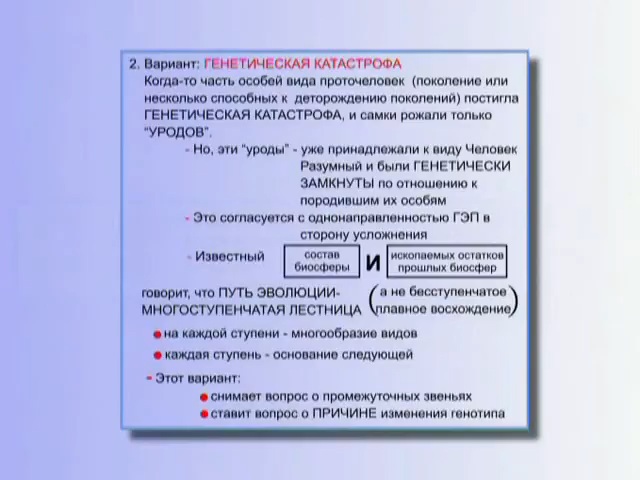 2. Вариант: ГЕНЕТИЧЕСКАЯ КАТАСТРОФА
Когда-то часть особей вида проточеловек (поколение или
несколько способных к деторождению поколений) постигла
ГЕНЕТИЧЕСКАЯ КАТАСТРОФА, и самки рожали только
“УРОДОВ”.
- Но, эти “уроды” - уже принадлежали к виду Человек
Разумный и были ГЕНЕТИЧЕСКИ
ЗАМКНУТЫ по отношению к
породившим их особям
- Это согласуется с однонаправленностью ГЭП в
сторону усложнения
- Известный
состав
биосферы
И
ископаемых остатков
прошлых биосфер
говорит, что ПУТЬ ЭВОЛЮЦИИ-
МНОГОСТУПЕНЧАТАЯ ЛЕСТНИЦА
(а не бесступенчатое
плавное восхождение)
на каждой ступени - многообразие видов
каждая ступень - основание следующей
- Этот вариант:
снимает вопрос о промежуточных звеньях
ставит вопрос о ПРИЧИНЕ изменения генотипа